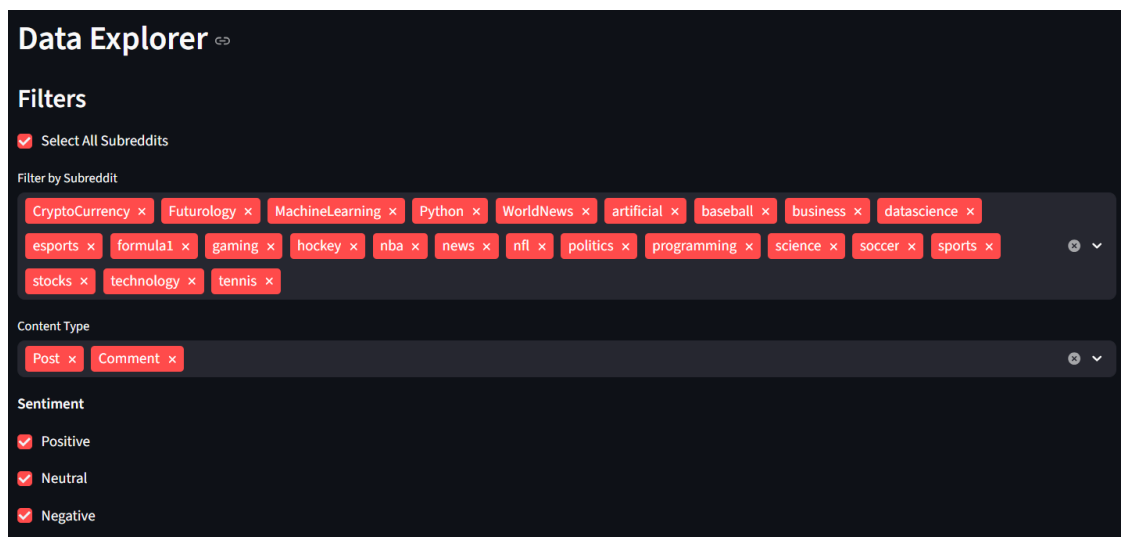 Data Explorer
Filters
Select All Subreddits
Filter by Subreddit
CryptoCurrency × Futurology × MachineLearning × Python × WorldNews × artificial × baseball × business × datascience ×
esports × formula1 × gaming × hockey × nba × news × nfl × politics × programming × science × soccer × sports ×
stocks × technology × tennis ×
Content Type
Post × Comment ×
Sentiment
Positive
Neutral
Negative